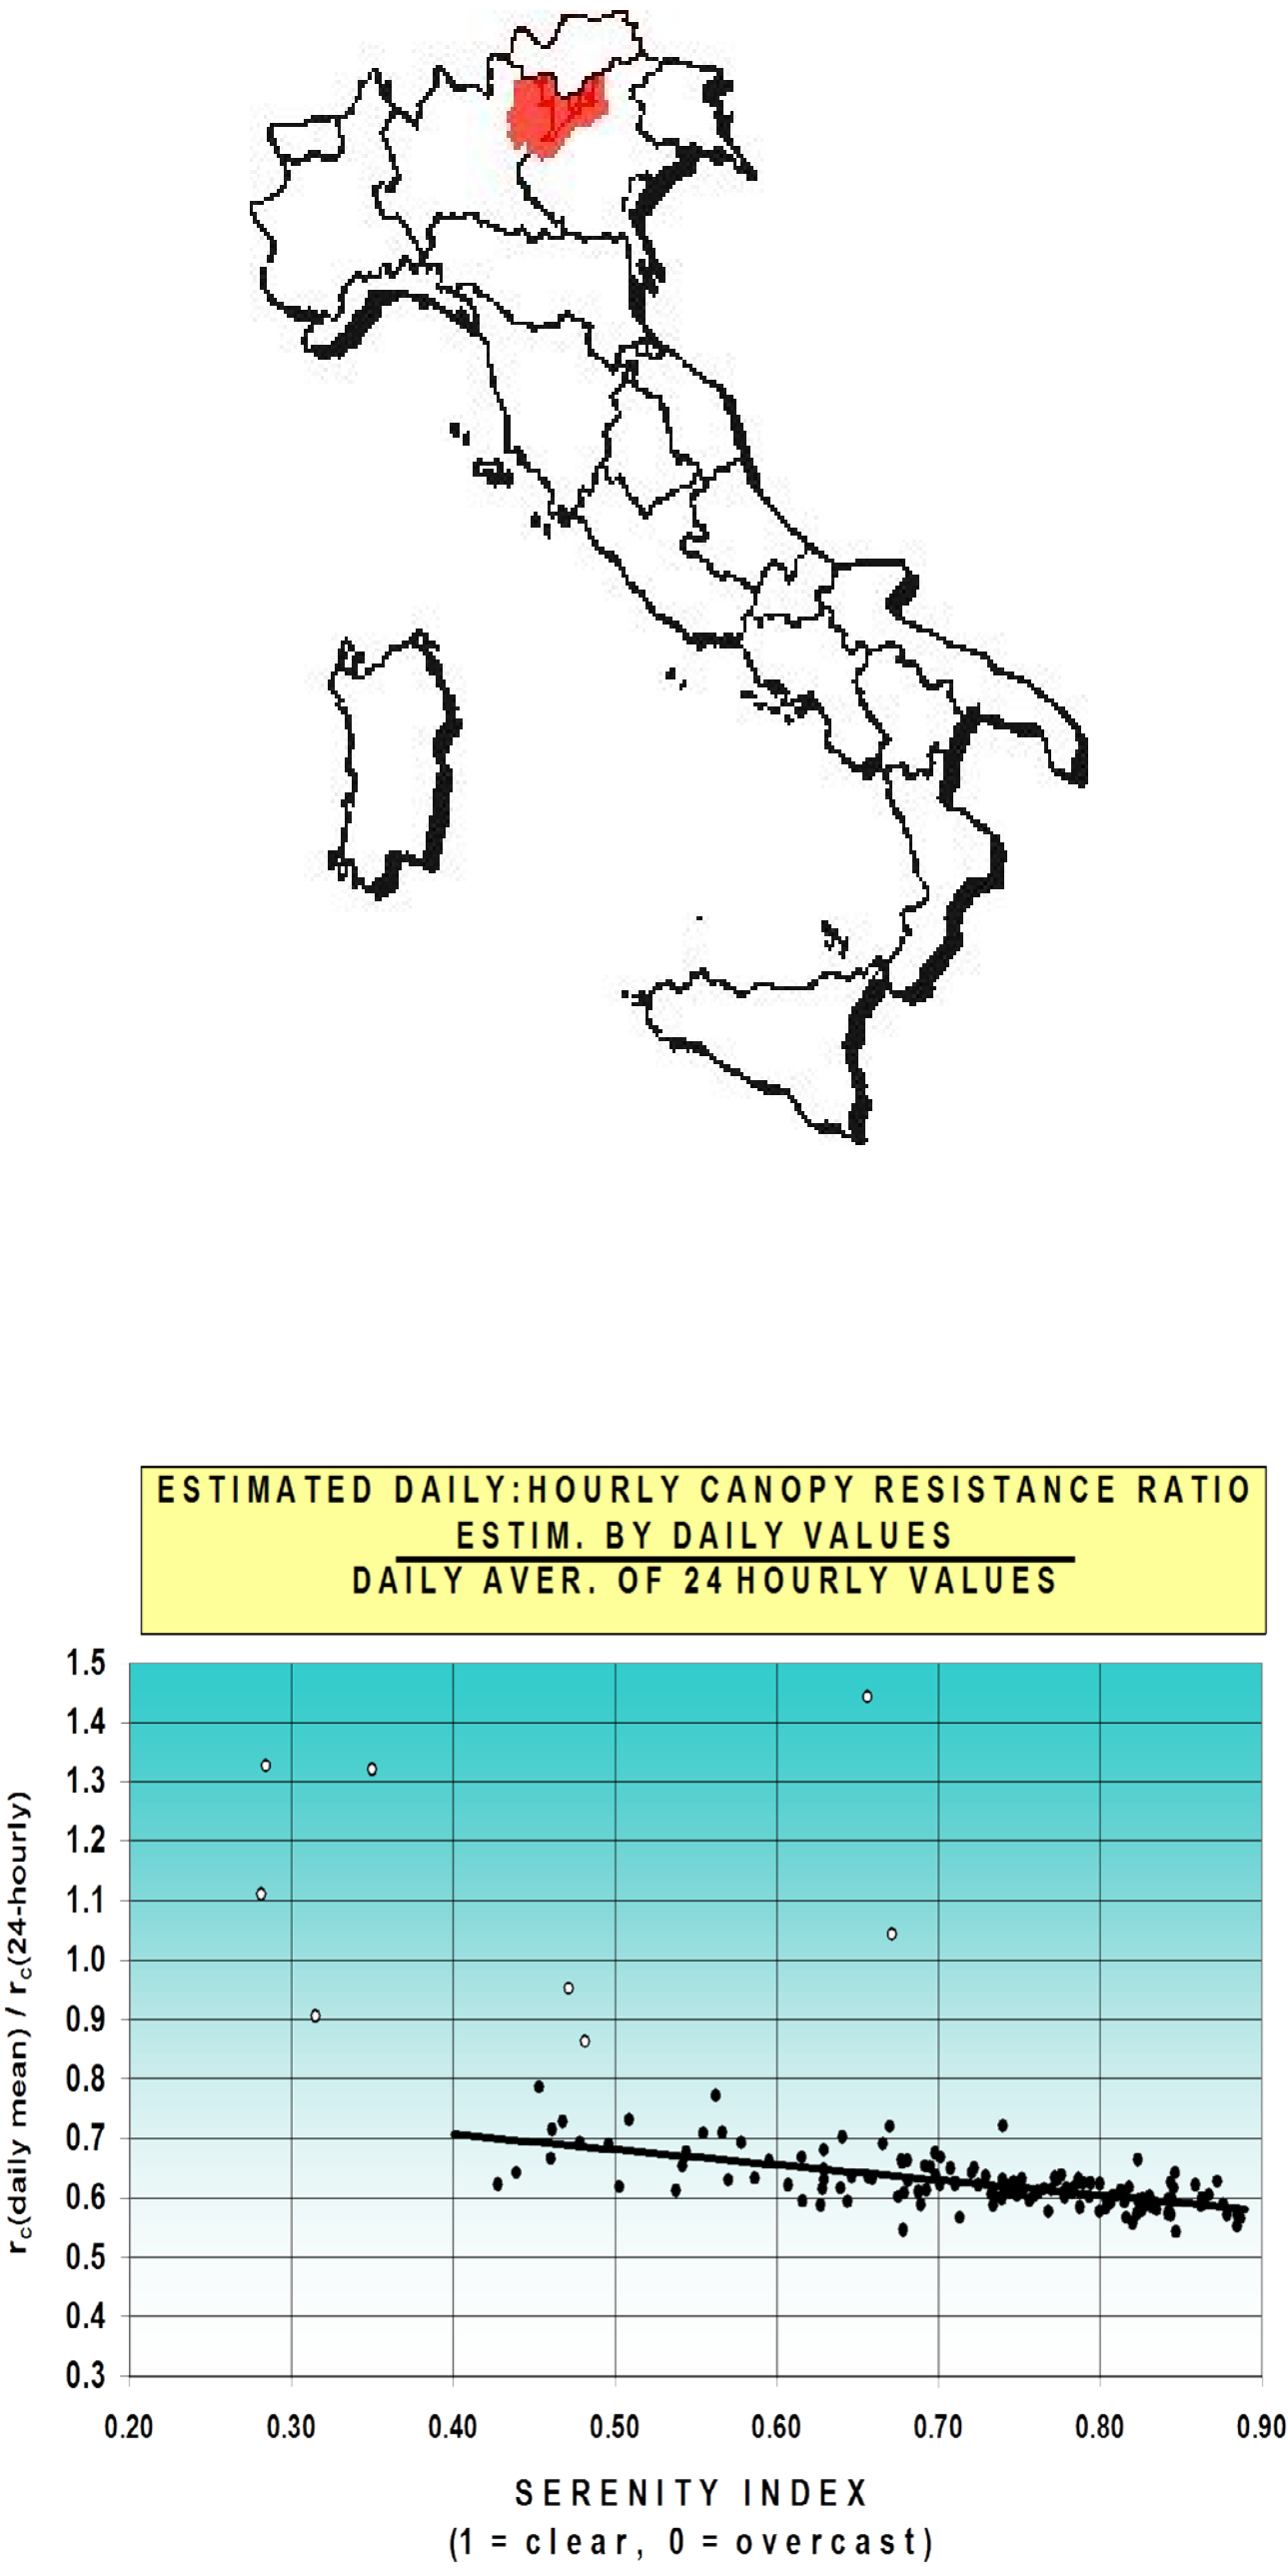 ESTIMATED DAILY:HOURLY CANOPY RESISTANCE RATIO
ESTIM. BY DAILY VALUES
DAILY AVER. OF 24 HOURLY VALUES
1.5
1.4
1.3
1.2
1.1
1.0
0.9
0.8
0.7
0.6
0.5
0.4
0.3
rc(daily mean) / rc(24-hourly)
0.20 0.30 0.40 0.50 0.60 0.70 0.80 0.90
SERENITY INDEX
(1 = clear, 0 = overcast)